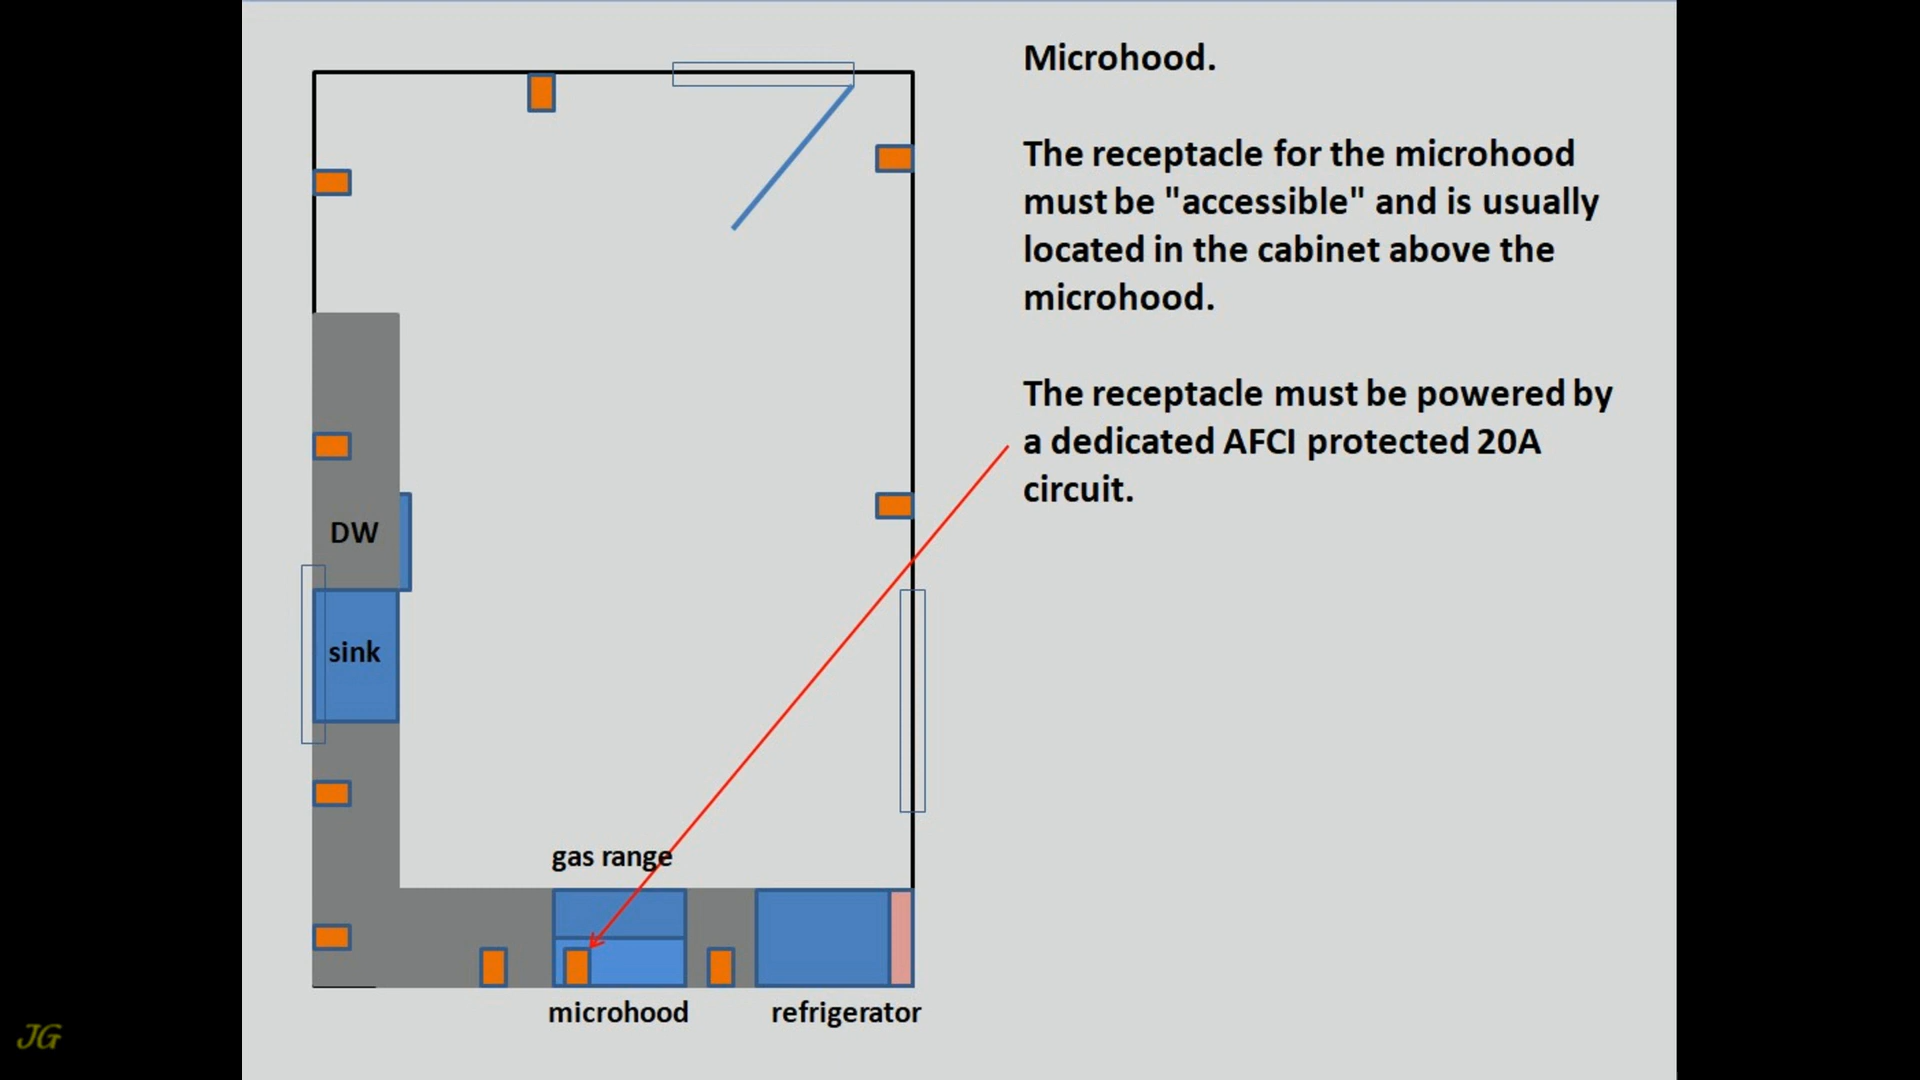 Microhood.
The receptacle for the microhood
must be "accessible" and is usually
located in the cabinet above the
microhood.
The receptacle must be powered by
a dedicated AFCI protected 20A
circuit.
DW
sink
gas range
microhood
refrigerator
JG